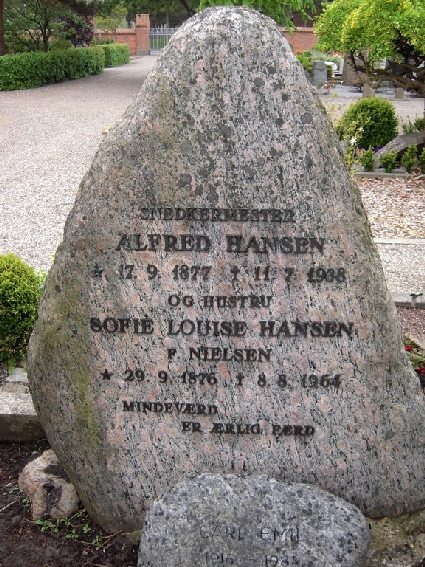 SNEDKERMESTER
ALFRED HANSEN
* 17.9.1877 † 11.7.1938
OG HUSTRU
SOFIE LOUISE HANSEN
F. NIELSEN
* 29.9.1876 † 8.8.1964
MINDEVÆRD
ER ÆRLIG FÆRD